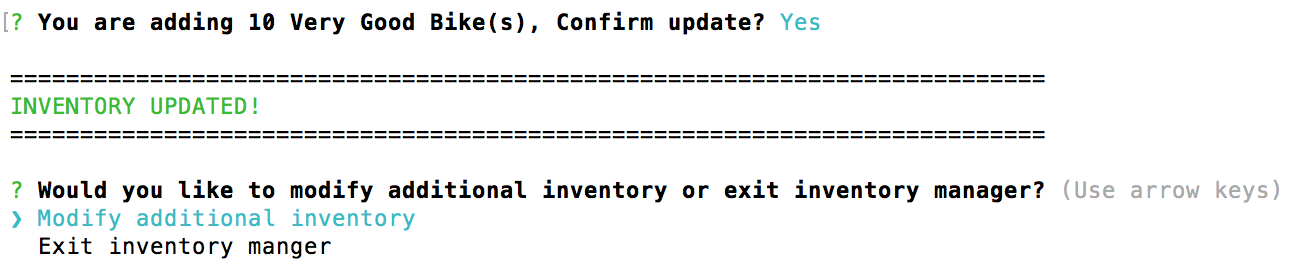 [? You are adding 10 Very Good Bike(s), Confirm update? Yes
==========================================================================
INVENTORY UPDATED!
==========================================================================
? Would you like to modify additional inventory or exit inventory manager? (Use arrow keys)
❯ Modify additional inventory
Exit inventory manger